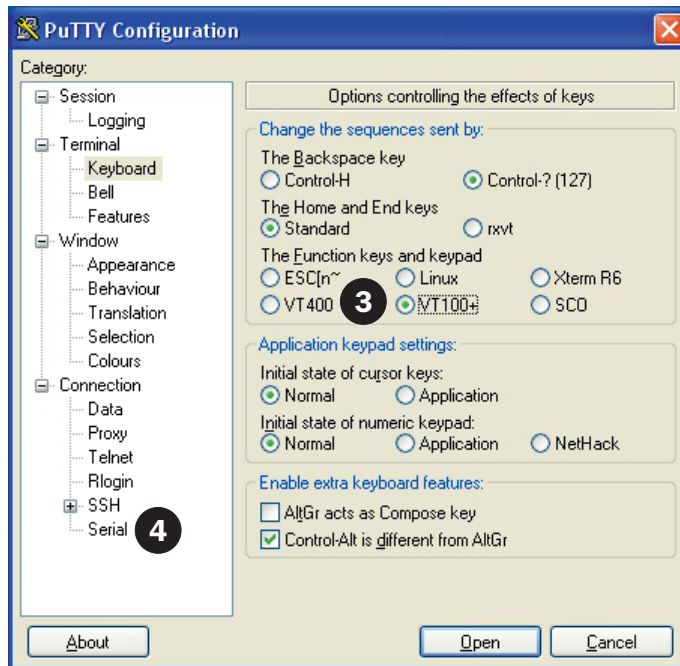 PuTTY Configuration
Category:
Session
Logging
Terminal
Keyboard
Bell
Features
Window
Appearance
Behaviour
Translation
Selection
Colours
Connection
Data
Proxy
Telnet
Rlogin
SSH
Serial 4
Options controlling the effects of keys
Change the sequences sent by:
The Backspace key
Control-H Control-? (127)
The Home and End keys
Standard rxvt
The Function keys and keypad
ESC[n~ Linux Xterm R6
VT400 3 VT100+ SCO
Application keypad settings:
Initial state of cursor keys:
Normal Application
Initial state of numeric keypad:
Normal Application NetHack
Enable extra keyboard features:
AltGr acts as Compose key
Control-Alt is different from AltGr
About Open Cancel